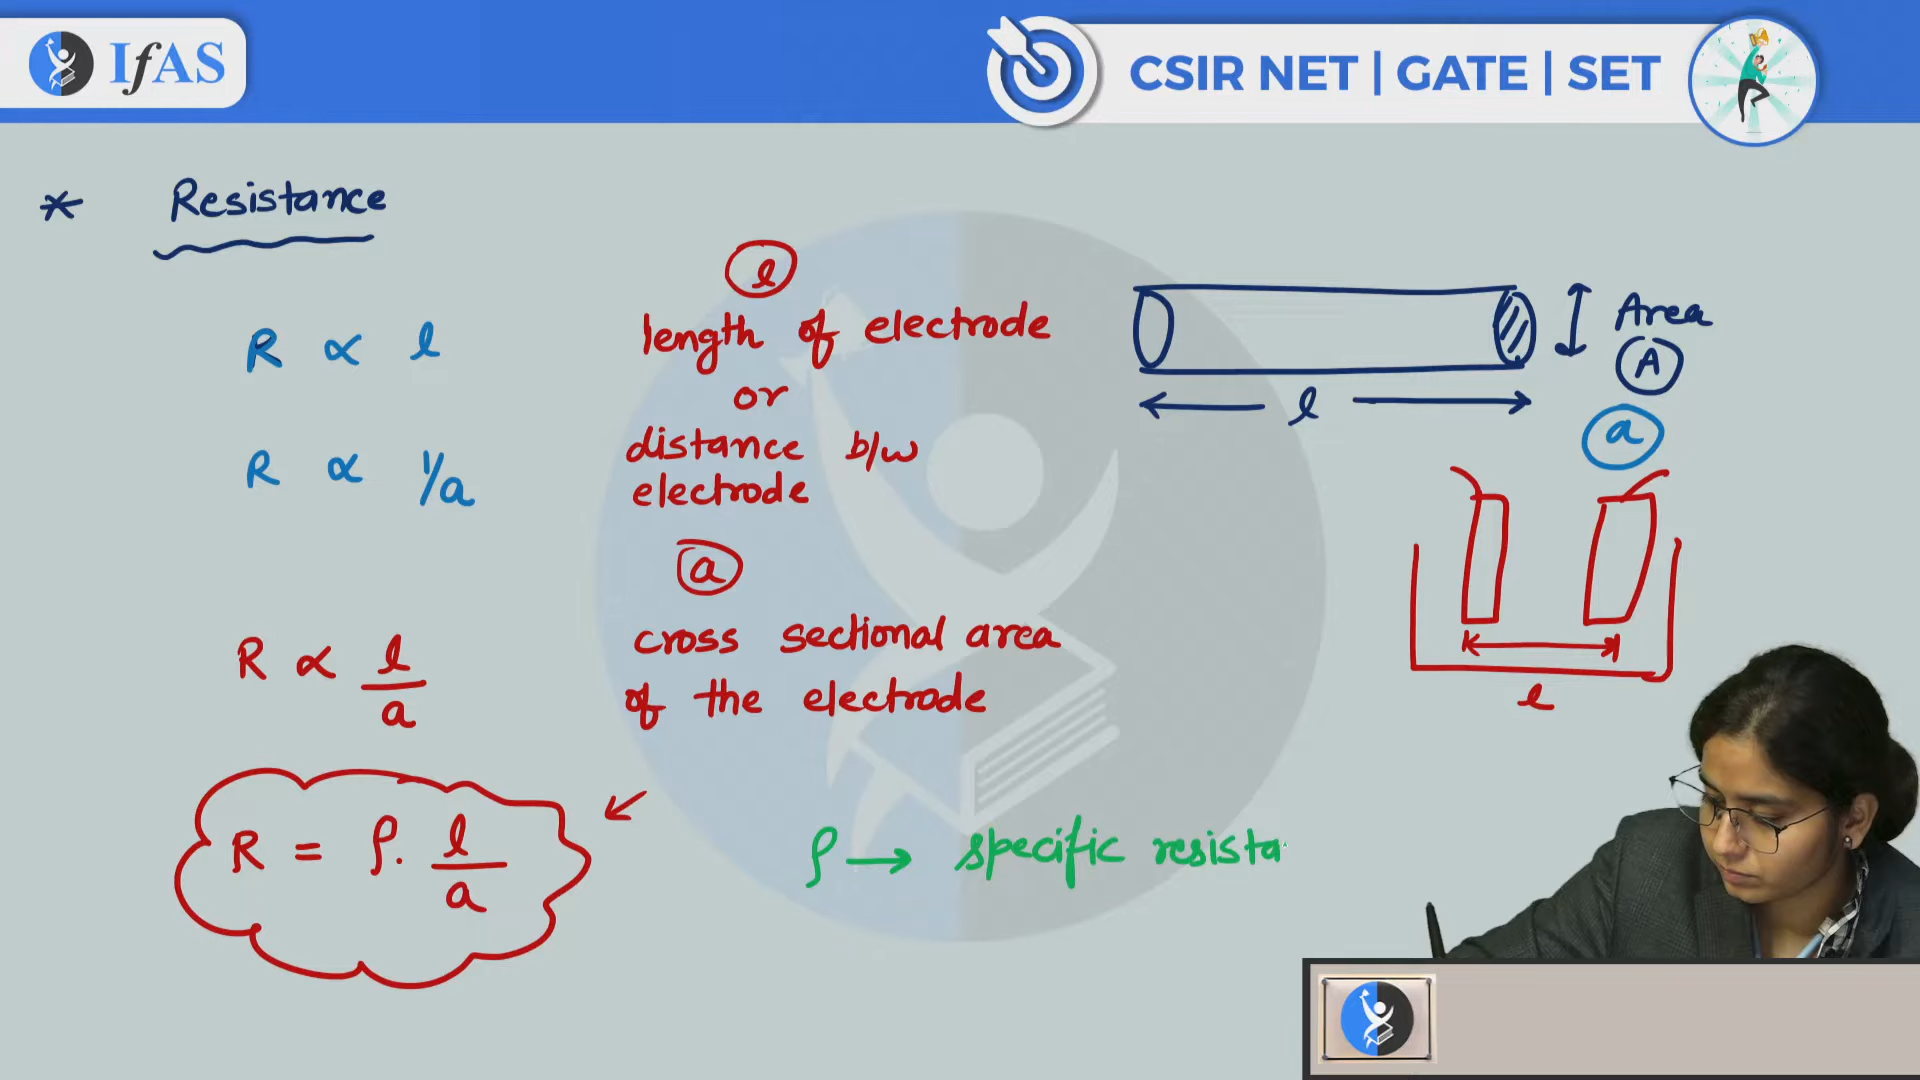 IfAS
CSIR NET | GATE | SET
* Resistance
R ∝ l
R ∝ 1/a
R ∝ l/a
R = ρ. l/a
l
length of electrode
or
distance b/w
electrode
a
cross sectional area
of the electrode
ρ → specific resista
Area
A
l
a
l